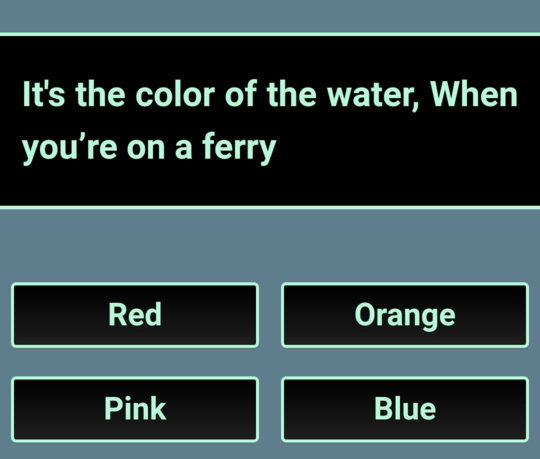 It's the color of the water, When
you’re on a ferry
Red
Orange
Pink
Blue